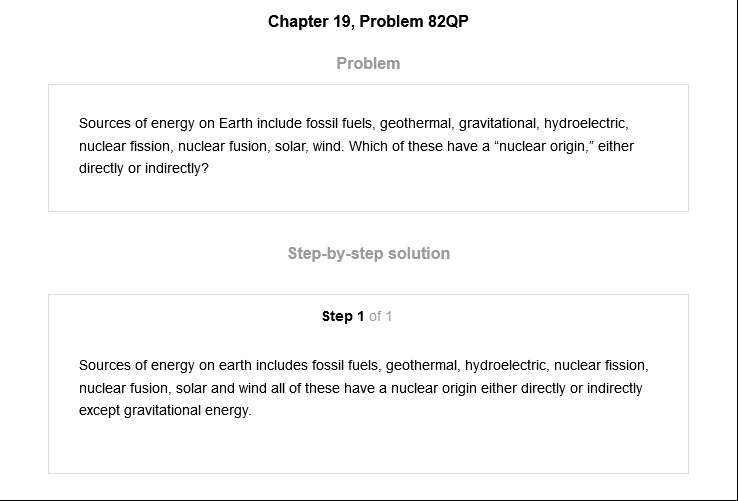 Chapter 19, Problem 82QP
Problem
Sources of energy on Earth include fossil fuels, geothermal, gravitational, hydroelectric,
nuclear fission, nuclear fusion, solar, wind. Which of these have a “nuclear origin,” either
directly or indirectly?
Step-by-step solution
Step 1 of 1
Sources of energy on earth includes fossil fuels, geothermal, hydroelectric, nuclear fission,
nuclear fusion, solar and wind all of these have a nuclear origin either directly or indirectly
except gravitational energy.